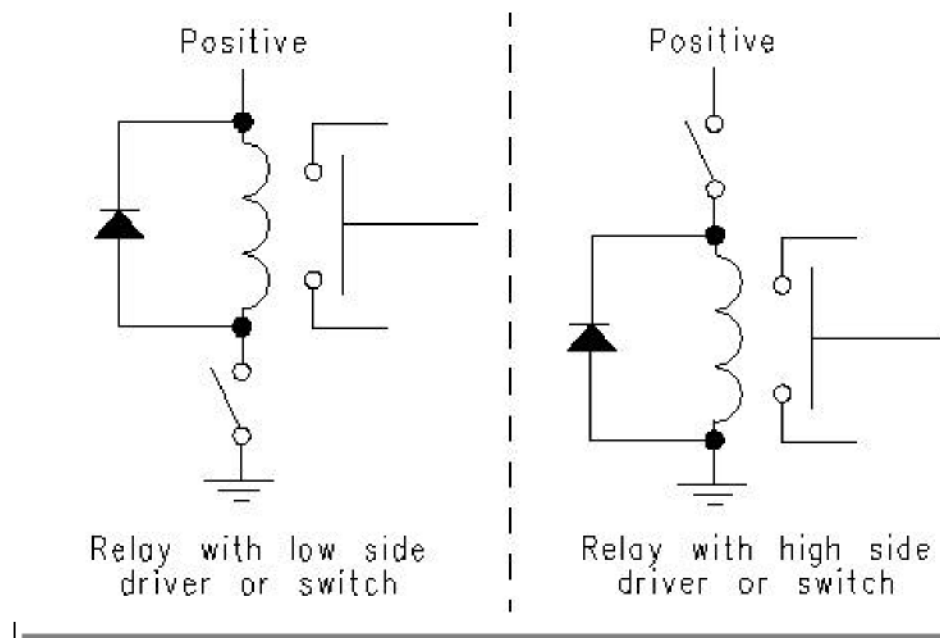 Positive
Positive
Relay with low side
driver or switch
Relay with high side
driver or switch